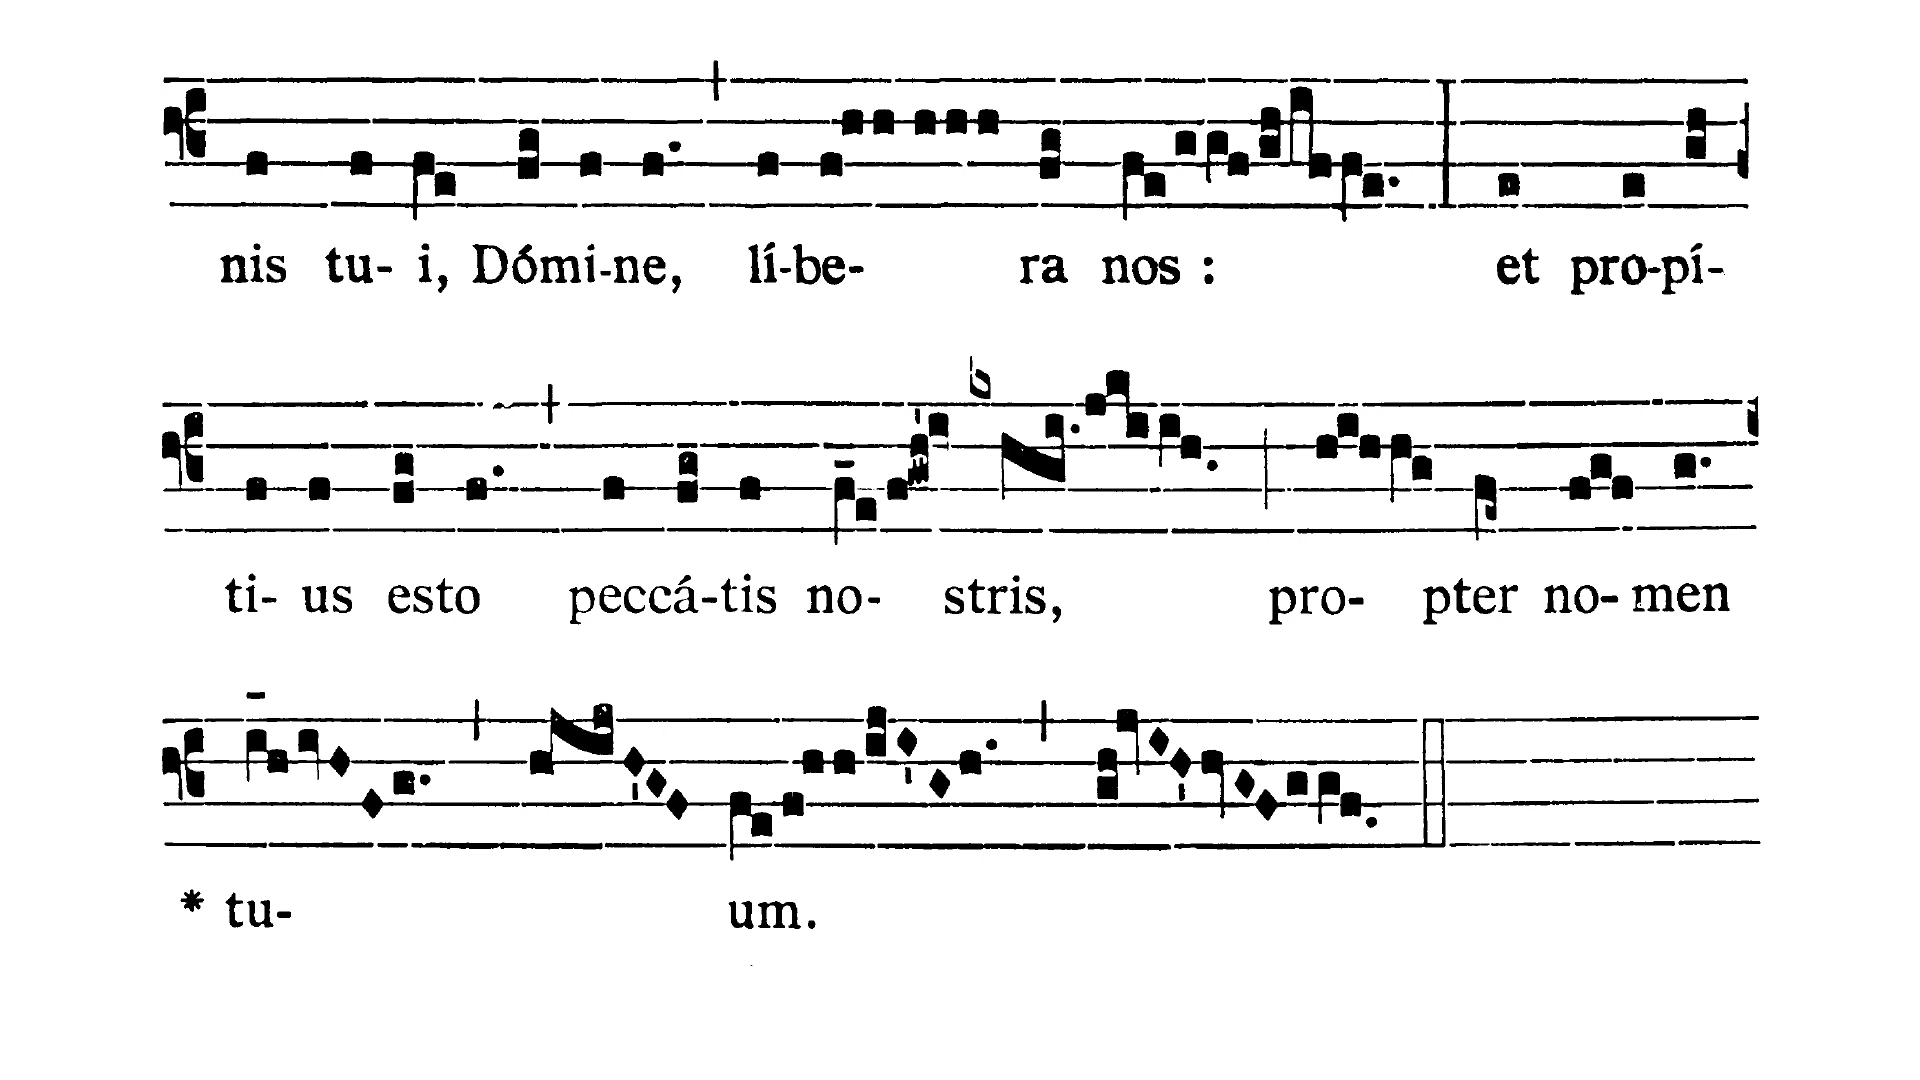 nis tu- i, Dómi-ne, lí-be- ra nos : et pro-pí-
ti- us esto peccá-tis no- stris, pro- pter no- men
* tu- um.